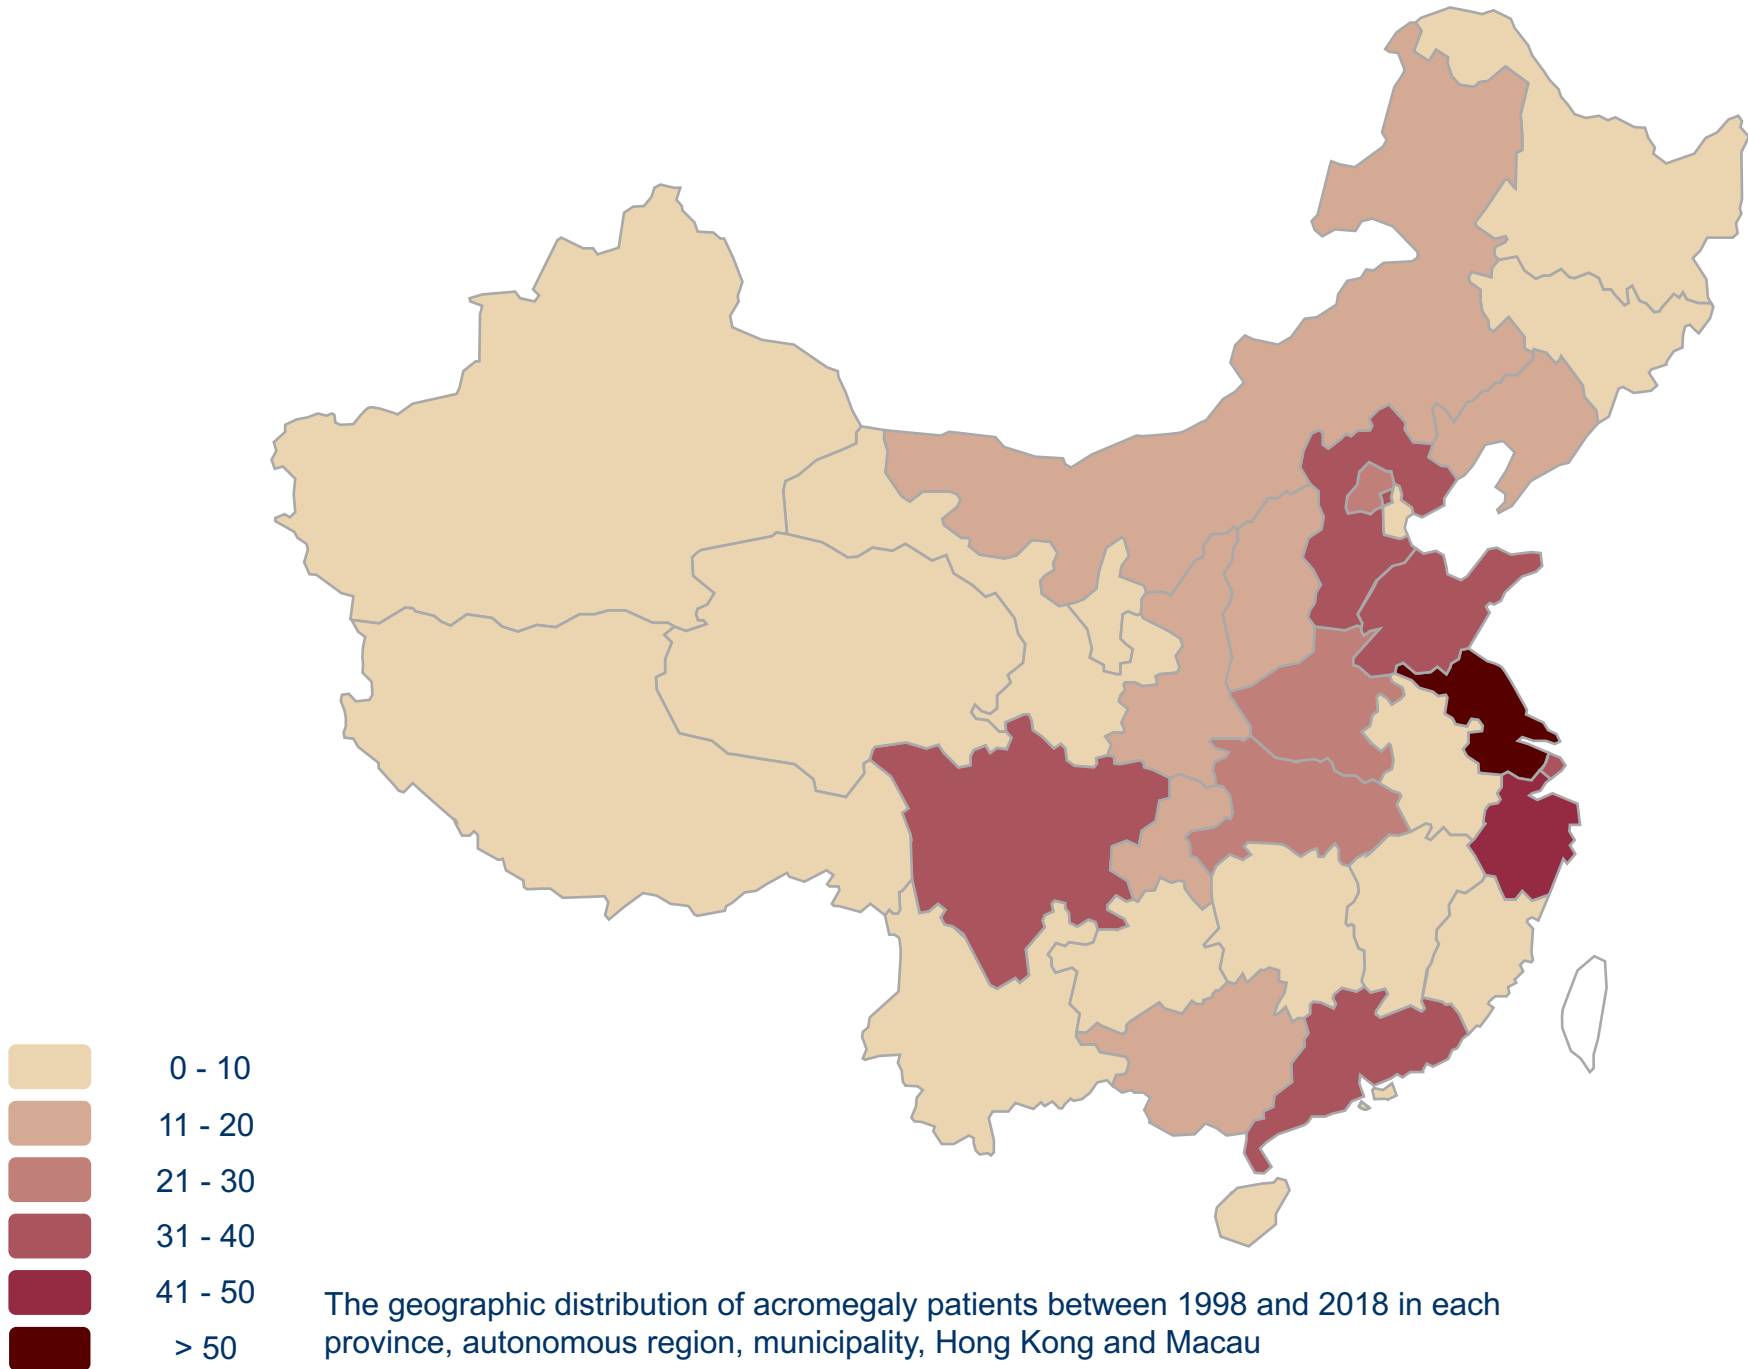 0 - 10
11 - 20
21 - 30
31 - 40
41 - 50
> 50
The geographic distribution of acromegaly patients between 1998 and 2018 in each
province, autonomous region, municipality, Hong Kong and Macau